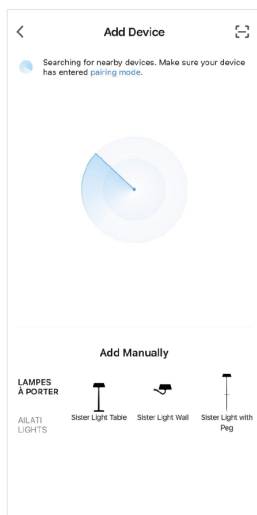 Add Device
Searching for nearby devices. Make sure your device
has entered pairing mode.
Add Manually
LAMPES
À PORTER
AILATI
LIGHTS
Sister Light Table
Sister Light Wall
Sister Light with
Peg